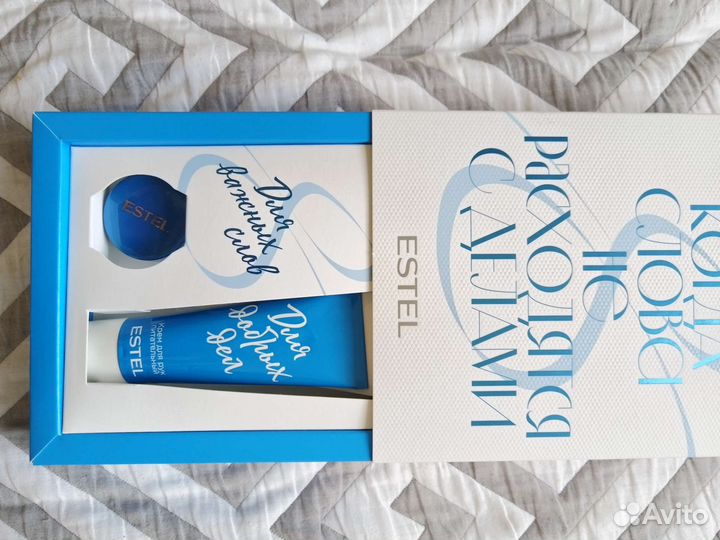 КОГДА
СЛОВА
НЕ
РАСХОДЯТСЯ
С ДЕЛАМИ
ESTEL
Для
важных
слов
ESTEL
Для
добрых
дел
Крем для рук
питательный
ESTEL
Avito